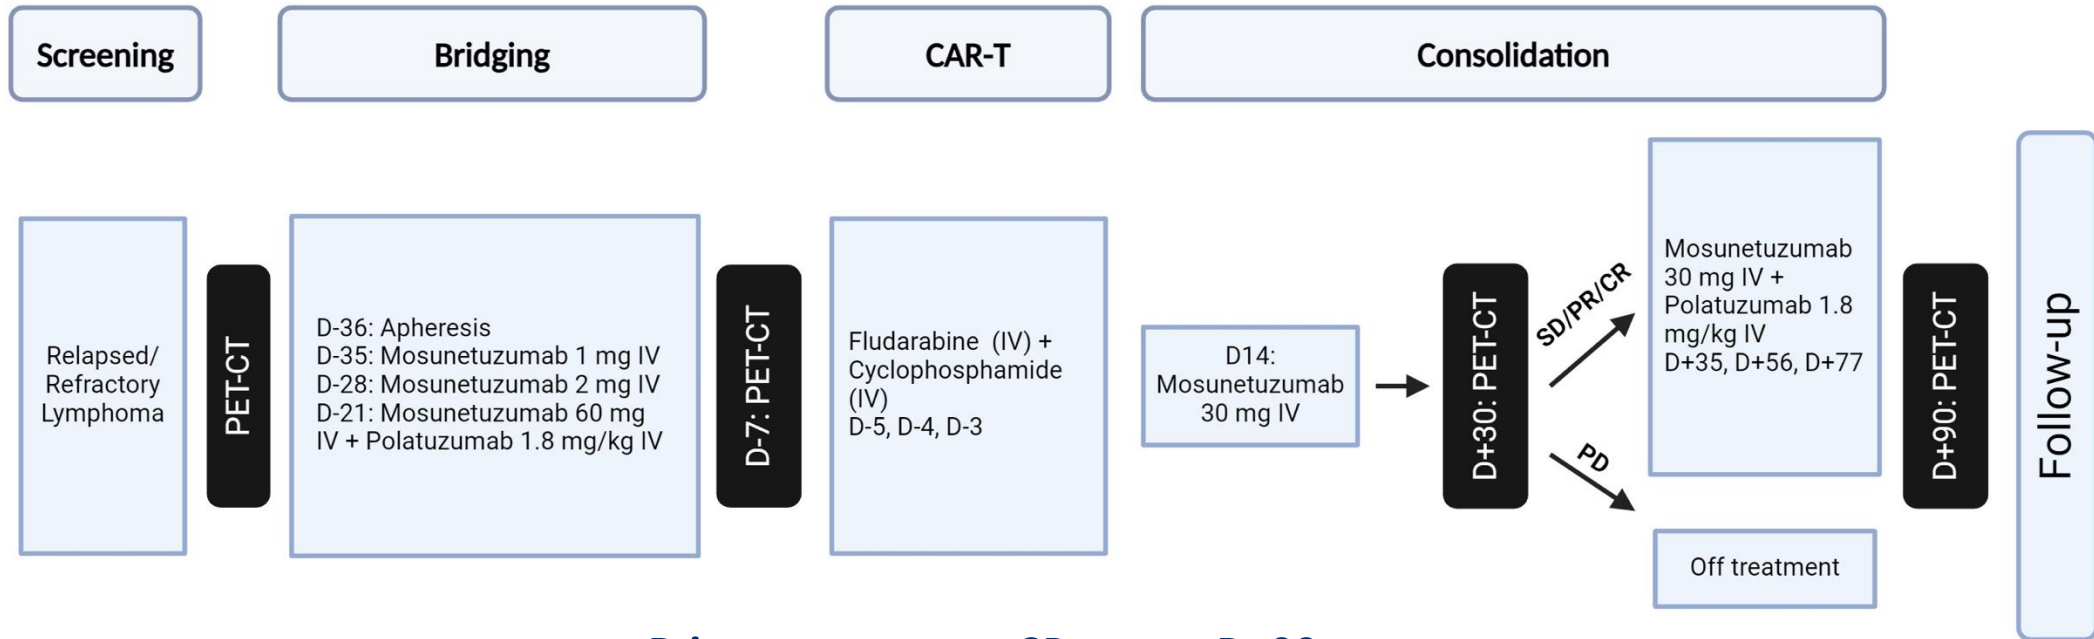 Screening
Bridging
CAR-T
Consolidation
Relapsed/
Refractory
Lymphoma
PET-CT
D-36: Apheresis
D-35: Mosunetuzumab 1 mg IV
D-28: Mosunetuzumab 2 mg IV
D-21: Mosunetuzumab 60 mg
IV + Polatuzumab 1.8 mg/kg IV
D-7: PET-CT
Fludarabine (IV) +
Cyclophosphamide
(IV)
D-5, D-4, D-3
D14:
Mosunetuzumab
30 mg IV
D+30: PET-CT
SD/PR/CR
PD
Mosunetuzumab
30 mg IV +
Polatuzumab 1.8
mg/kg IV
D+35, D+56, D+77
Off treatment
D+90: PET-CT
Follow-up